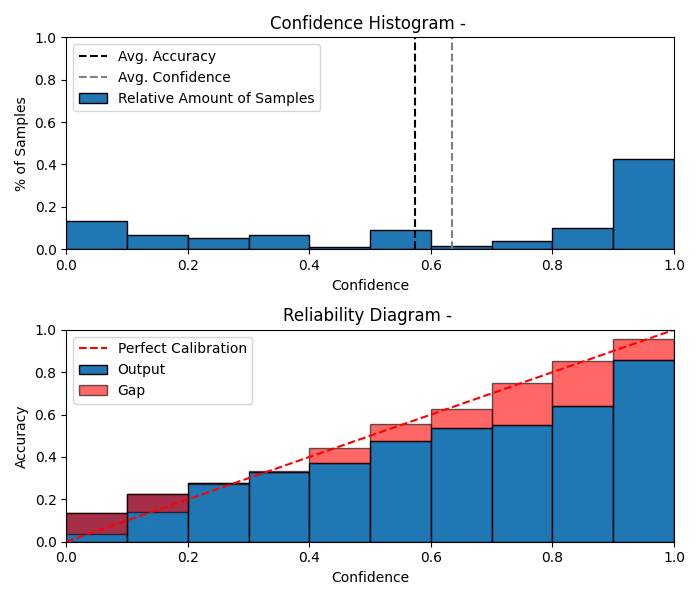 Confidence Histogram -
1.0
0.8
0.6
0.4
0.2
0.0
% of Samples
Avg. Accuracy
Avg. Confidence
Relative Amount of Samples
0.0 0.2 0.4 0.6 0.8 1.0
Confidence
Reliability Diagram -
1.0
0.8
0.6
0.4
0.2
0.0
Accuracy
Perfect Calibration
Output
Gap
0.0 0.2 0.4 0.6 0.8 1.0
Confidence